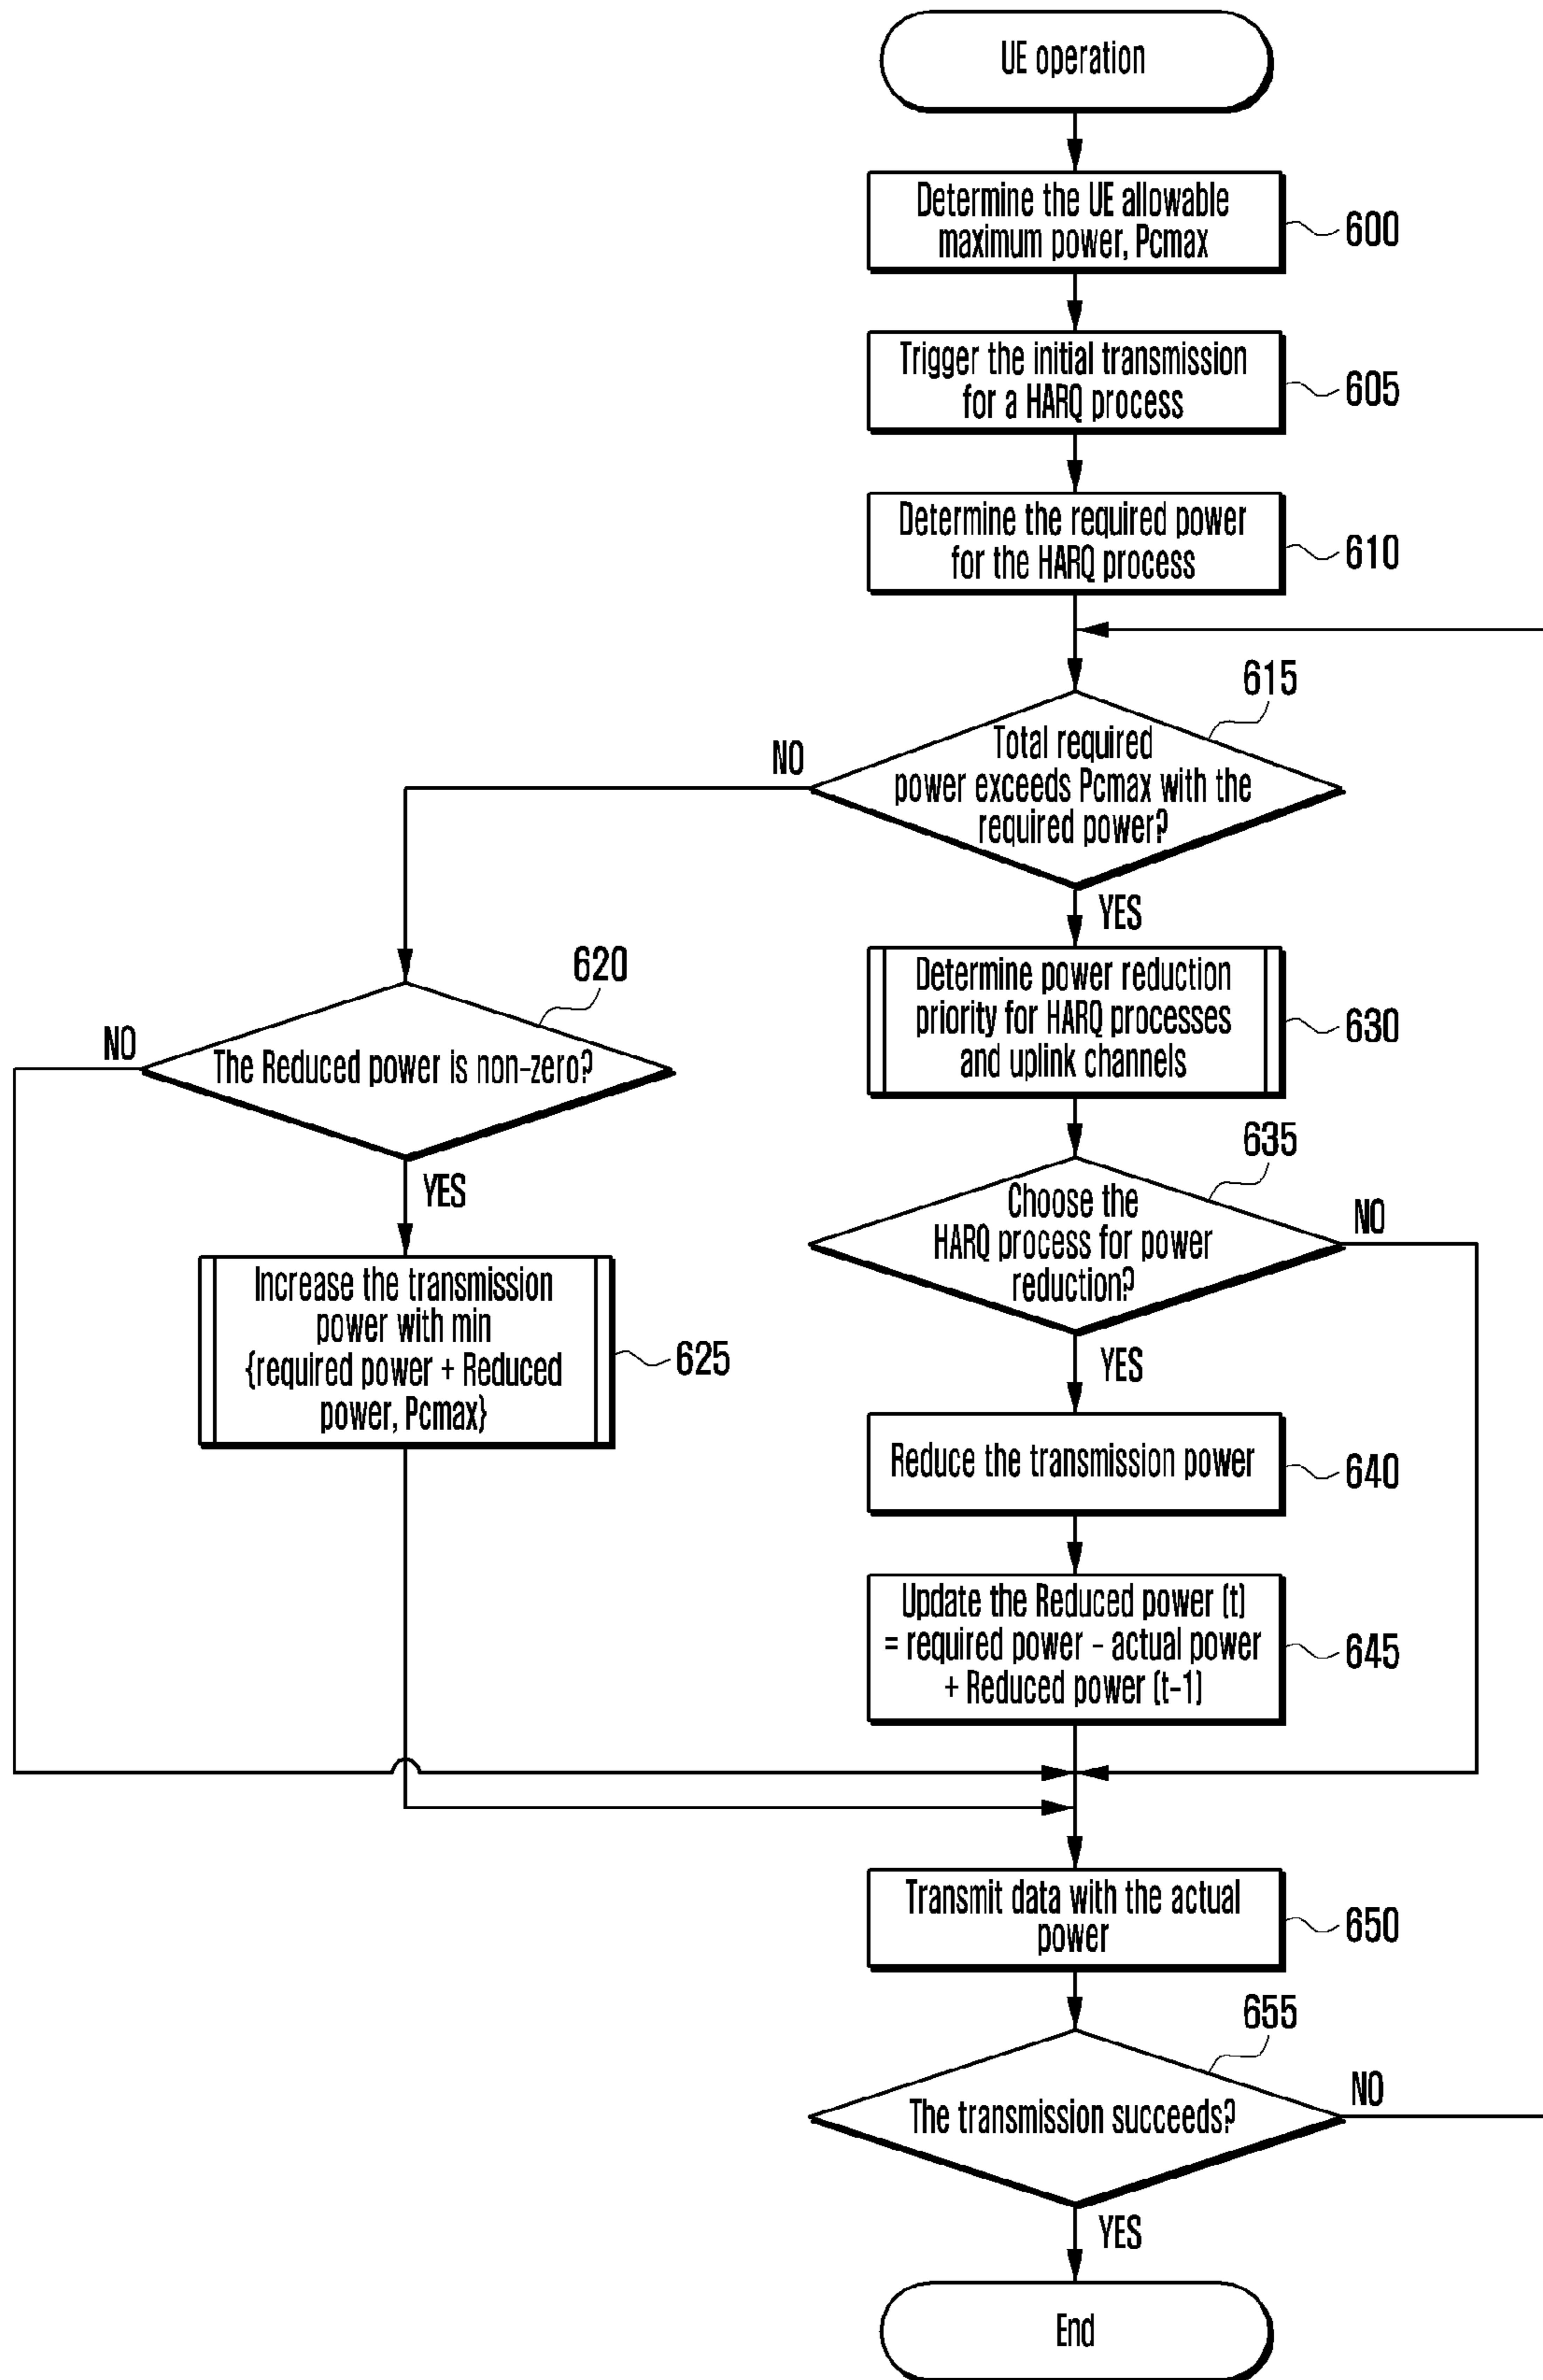 UE operation
Determine the UE allowable
maximum power, Pcmax
600
Trigger the initial transmission
for a HARQ process
605
Determine the required power
for the HARQ process
610
615
Total required
power exceeds Pcmax with the
required power?
NO
YES
620
The Reduced power is non-zero?
NO
YES
Increase the transmission
power with min
{required power + Reduced
power, Pcmax}
625
Determine power reduction
priority for HARQ processes
and uplink channels
630
635
Choose the
HARQ process for power
reduction?
NO
YES
Reduce the transmission power
640
Update the Reduced power (t)
= required power - actual power
+ Reduced power (t-1)
645
Transmit data with the actual
power
650
655
The transmission succeeds?
NO
YES
End